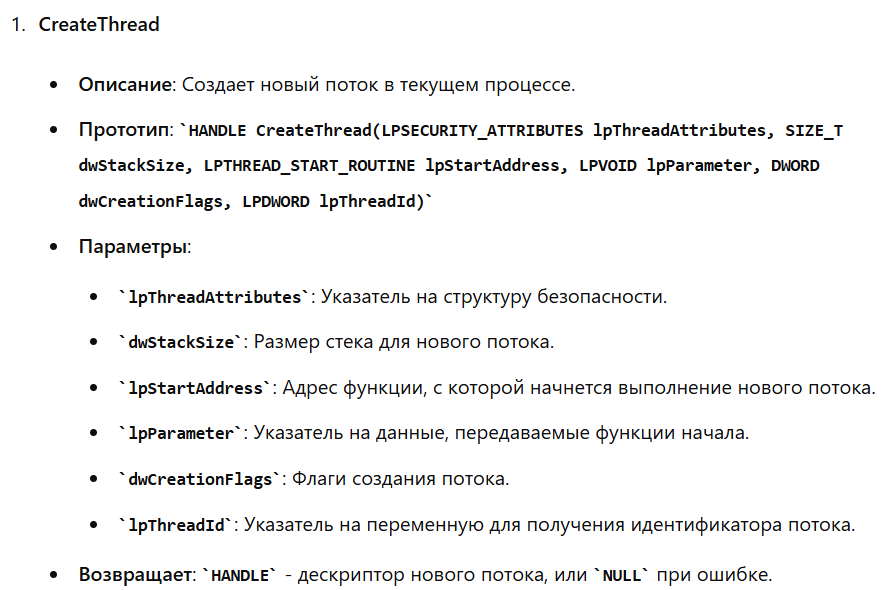 1. CreateThread
• Описание: Создает новый поток в текущем процессе.
• Прототип: `HANDLE CreateThread(LPSECURITY_ATTRIBUTES lpThreadAttributes, SIZE_T
dwStackSize, LPTHREAD_START_ROUTINE lpStartAddress, LPVOID lpParameter, DWORD
dwCreationFlags, LPDWORD lpThreadId)`
• Параметры:
• `lpThreadAttributes`: Указатель на структуру безопасности.
• `dwStackSize`: Размер стека для нового потока.
• `lpStartAddress`: Адрес функции, с которой начнется выполнение нового потока.
• `lpParameter`: Указатель на данные, передаваемые функции начала.
• `dwCreationFlags`: Флаги создания потока.
• `lpThreadId`: Указатель на переменную для получения идентификатора потока.
• Возвращает: `HANDLE` - дескриптор нового потока, или `NULL` при ошибке.